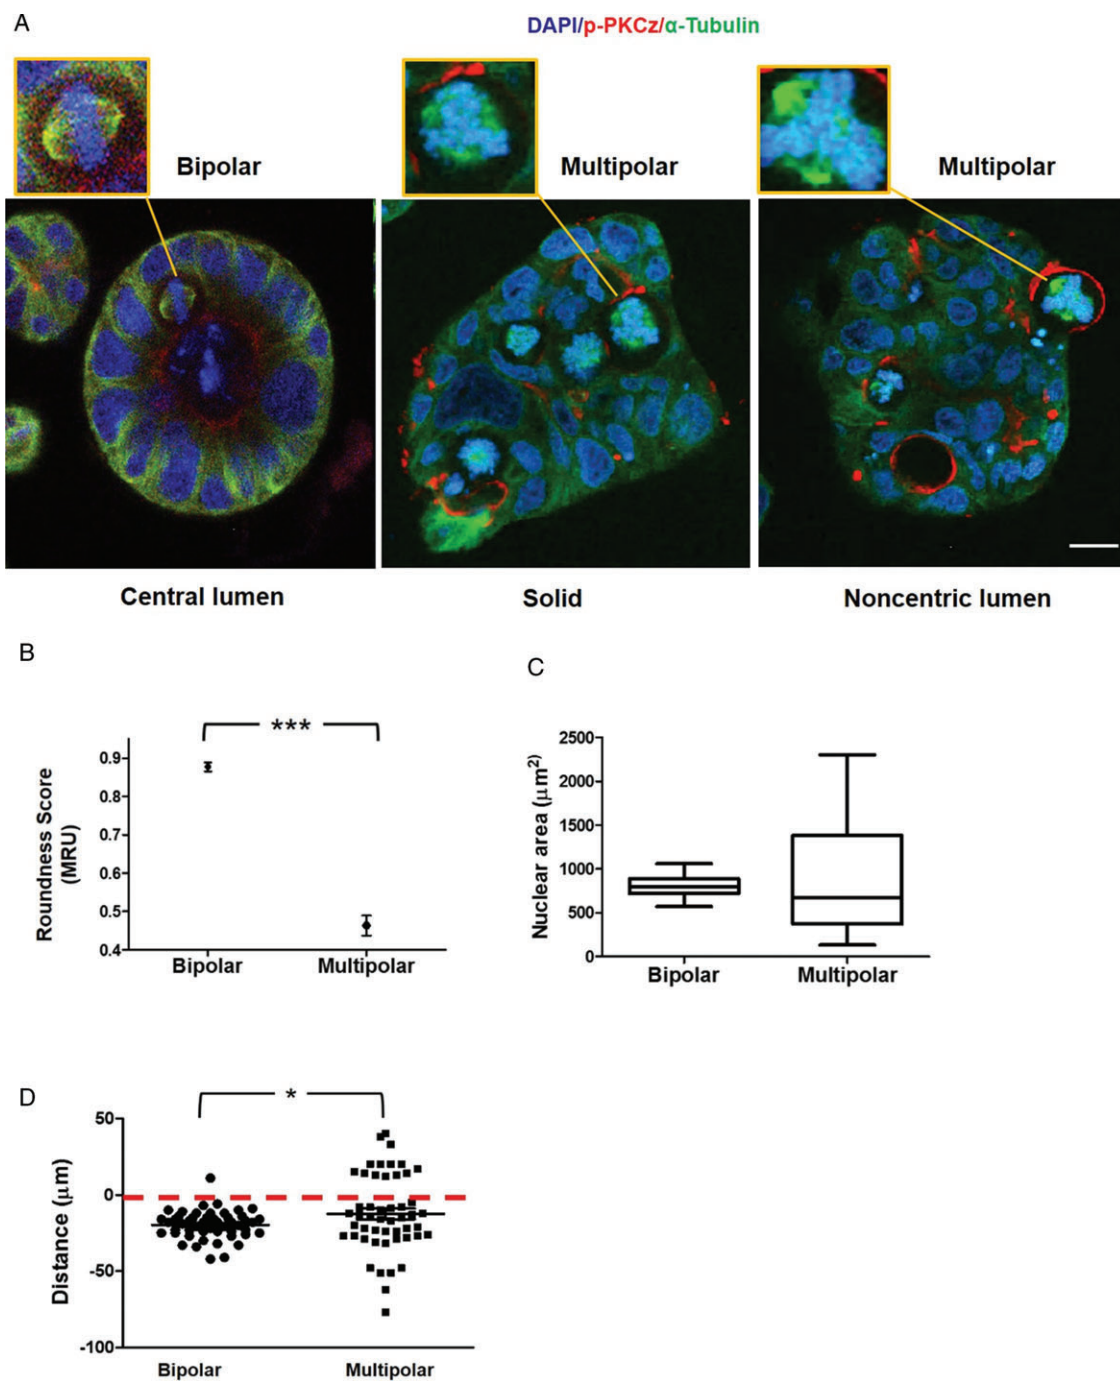 A
DAPI/p-PKCz/α-Tubulin
Bipolar
Multipolar
Multipolar
Central lumen
Solid
Noncentric lumen
B
***
Roundness Score
(MRU)
0.9
0.8
0.7
0.6
0.5
0.4
Bipolar
Multipolar
C
Nuclear area (μm²)
2500
2000
1500
1000
500
0
Bipolar
Multipolar
D
*
Distance (μm)
50
0
-50
-100
Bipolar
Multipolar